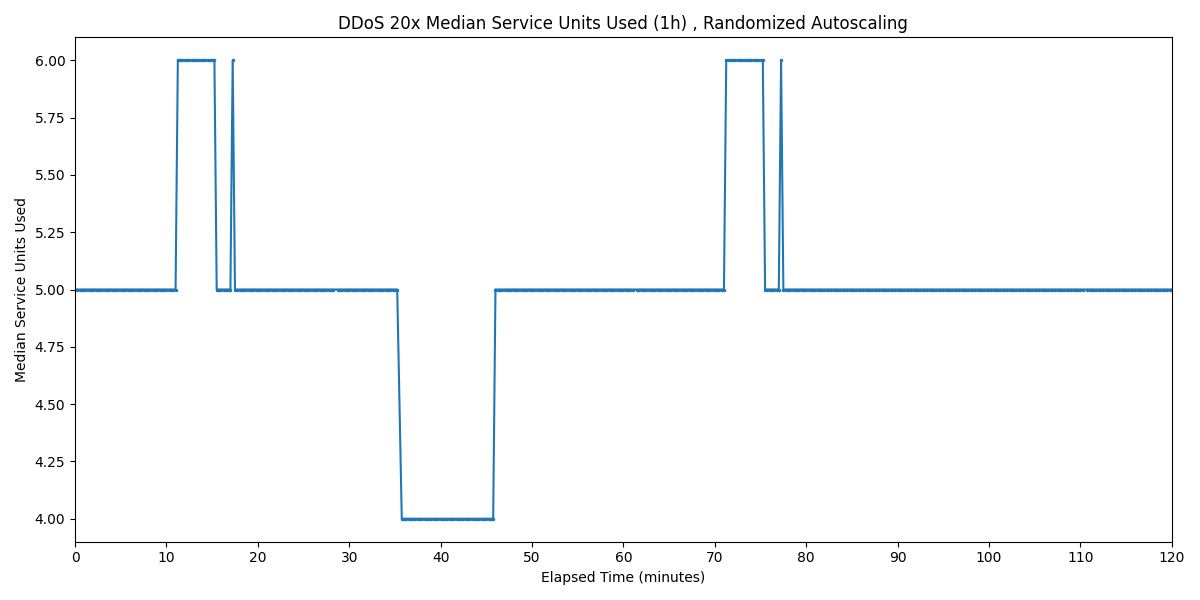 DDoS 20x Median Service Units Used (1h) , Randomized Autoscaling
6.00
5.75
5.50
5.25
5.00
4.75
4.50
4.25
4.00
Median Service Units Used
0 10 20 30 40 50 60 70 80 90 100 110 120
Elapsed Time (minutes)